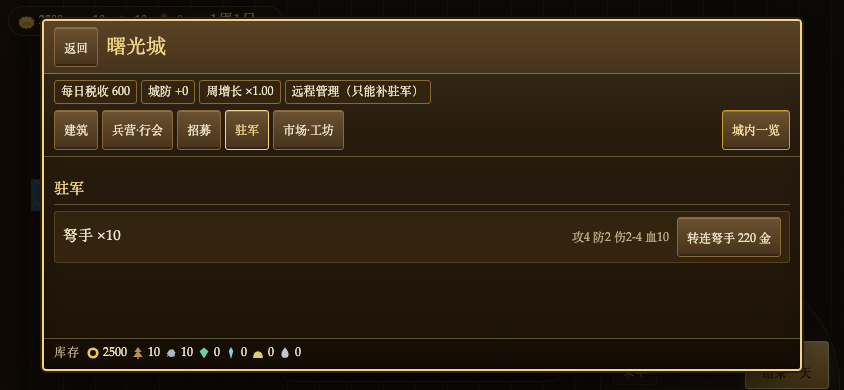 返回 曙光城
每日税收 600 城防 +0 周增长 ×1.00 远程管理（只能补驻军）
建筑 兵营·行会 招募 驻军 市场·工坊 城内一览
驻军
弩手 ×10 攻4 防2 伤2-4 血10 转连弩手 220 金
库存 2500 10 10 0 0 0 0